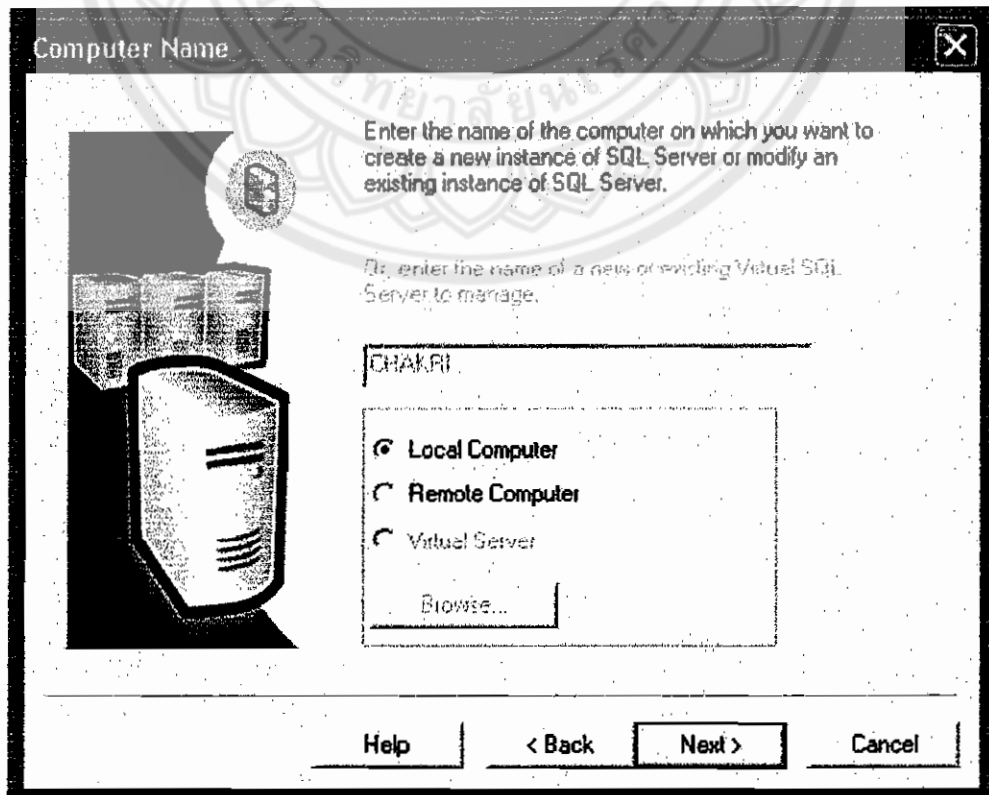 Computer Name
Enter the name of the computer on which you want to
create a new instance of SQL Server or modify an
existing instance of SQL Server.
Or, enter the name of a new or existing Virtual SQL
Server to manage.
CHAKRI
Local Computer
Remote Computer
Virtual Server
Browse...
Help
< Back
Next >
Cancel